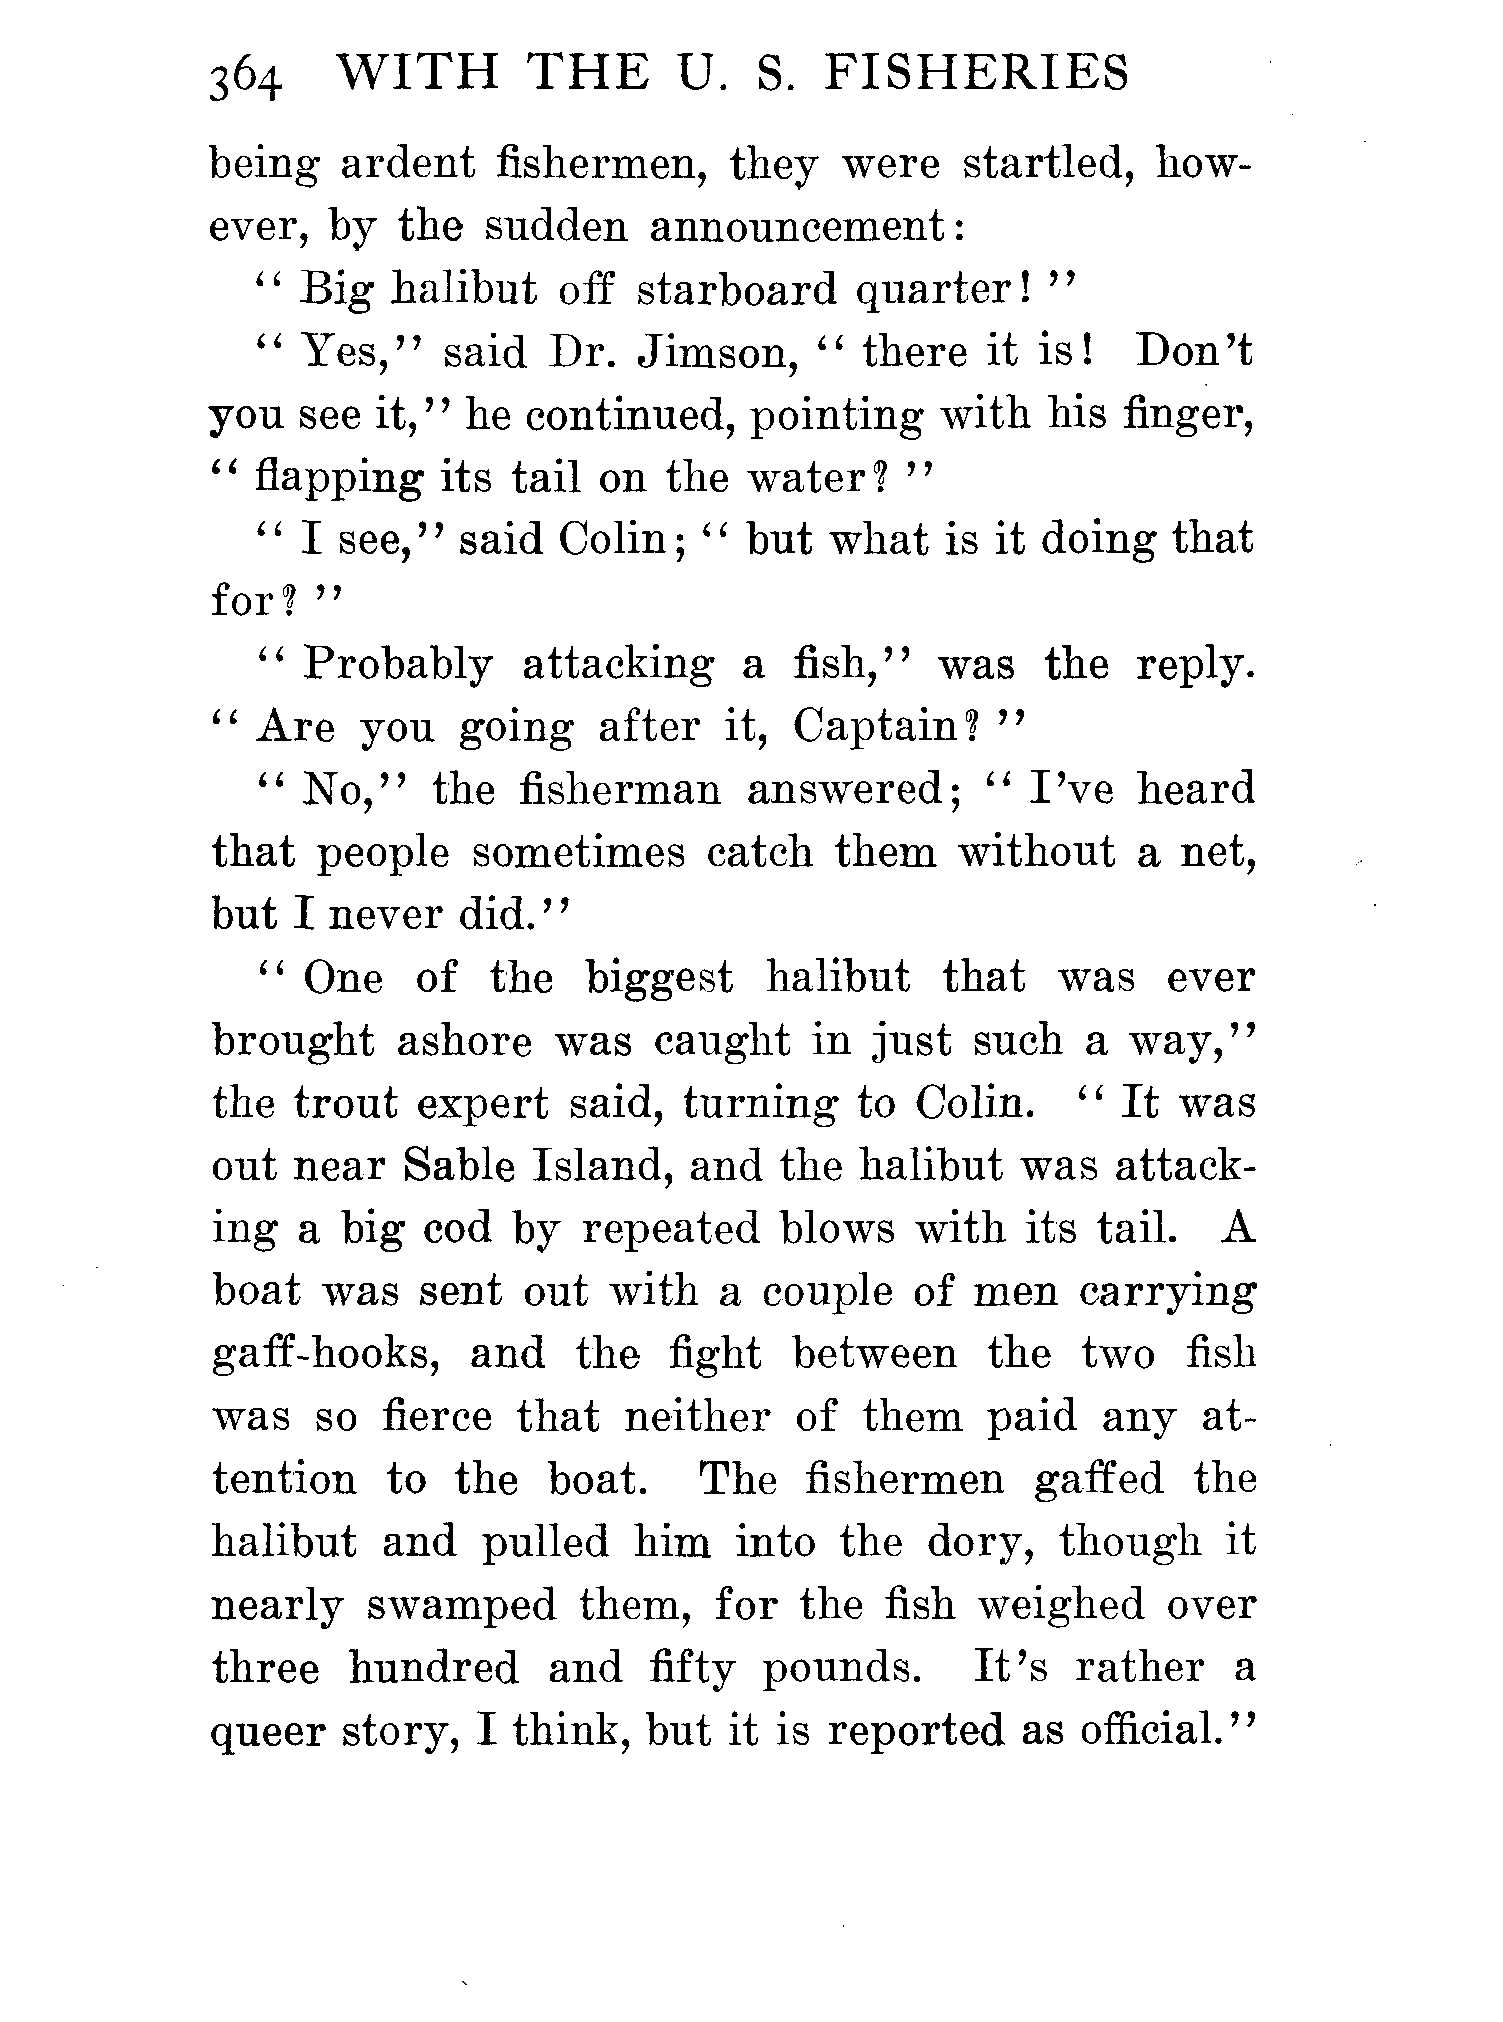 364 WITH THE U. S. FISHERIES
being ardent fishermen, they were startled, how-
ever, by the sudden announcement:
“ Big halibut off starboard quarter! ”
“ Yes,” said Dr. Jimson, “ there it is! Don’t
you see it,” he continued, pointing with his finger,
“ flapping its tail on the water? ”
“ I see,” said Colin; “ but what is it doing that
for? ”
“ Probably attacking a fish,” was the reply.
“ Are you going after it, Captain? ”
“ No,” the fisherman answered; “ I’ve heard
that people sometimes catch them without a net,
but I never did.”
“ One of the biggest halibut that was ever
brought ashore was caught in just such a way,”
the trout expert said, turning to Colin. “ It was
out near Sable Island, and the halibut was attack-
ing a big cod by repeated blows with its tail. A
boat was sent out with a couple of men carrying
gaff-hooks, and the fight between the two fish
was so fierce that neither of them paid any at-
tention to the boat. The fishermen gaffed the
halibut and pulled him into the dory, though it
nearly swamped them, for the fish weighed over
three hundred and fifty pounds. It’s rather a
queer story, I think, but it is reported as official.”